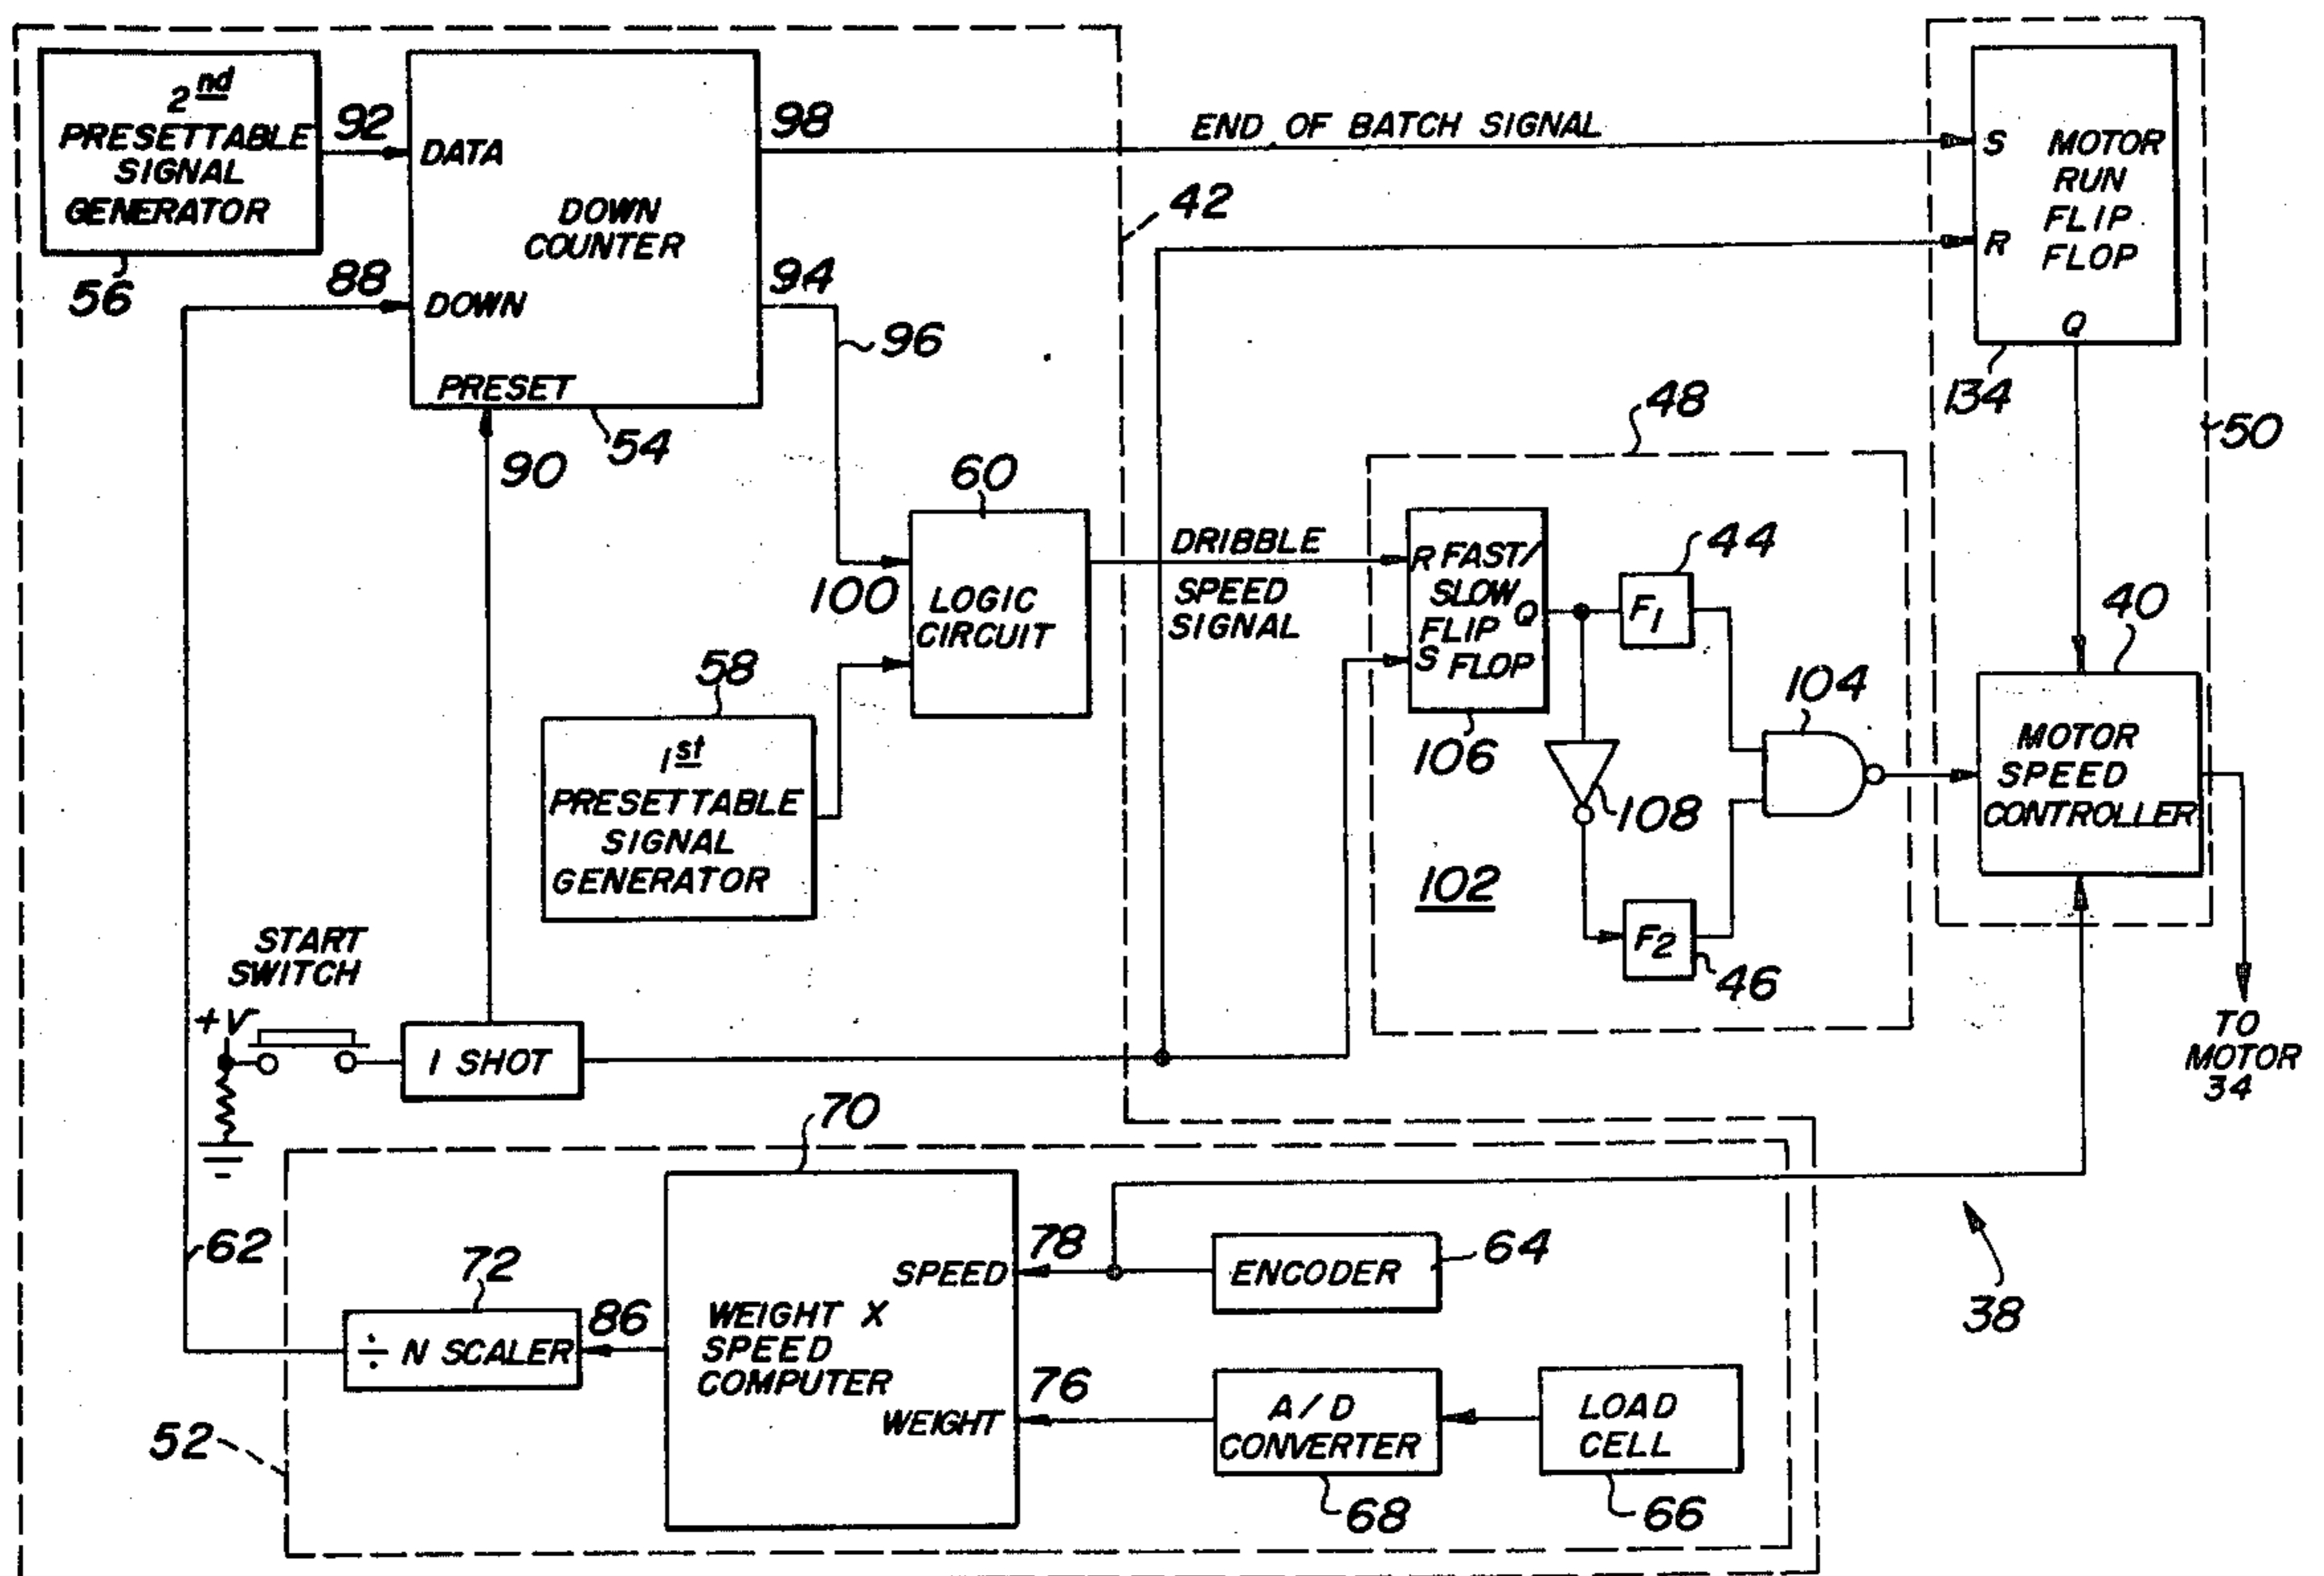 2nd
PRESETTABLE
SIGNAL
GENERATOR
56
92
DATA
DOWN
COUNTER
88
DOWN
PRESET
54
90
98
END OF BATCH SIGNAL
94
96
42
S
MOTOR
RUN
FLIP
FLOP
R
Q
134
50
60
LOGIC
CIRCUIT
100
DRIBBLE
SPEED
SIGNAL
58
1st
PRESETTABLE
SIGNAL
GENERATOR
48
R FAST/
SLOW Q
FLIP
S FLOP
106
F1
44
108
102
F2
46
104
40
MOTOR
SPEED
CONTROLLER
TO
MOTOR
34
START
SWITCH
+V
1 SHOT
62
52
72
÷ N SCALER
86
70
WEIGHT X
SPEED
COMPUTER
SPEED
WEIGHT
78
ENCODER
64
76
A/D
CONVERTER
68
LOAD
CELL
66
38